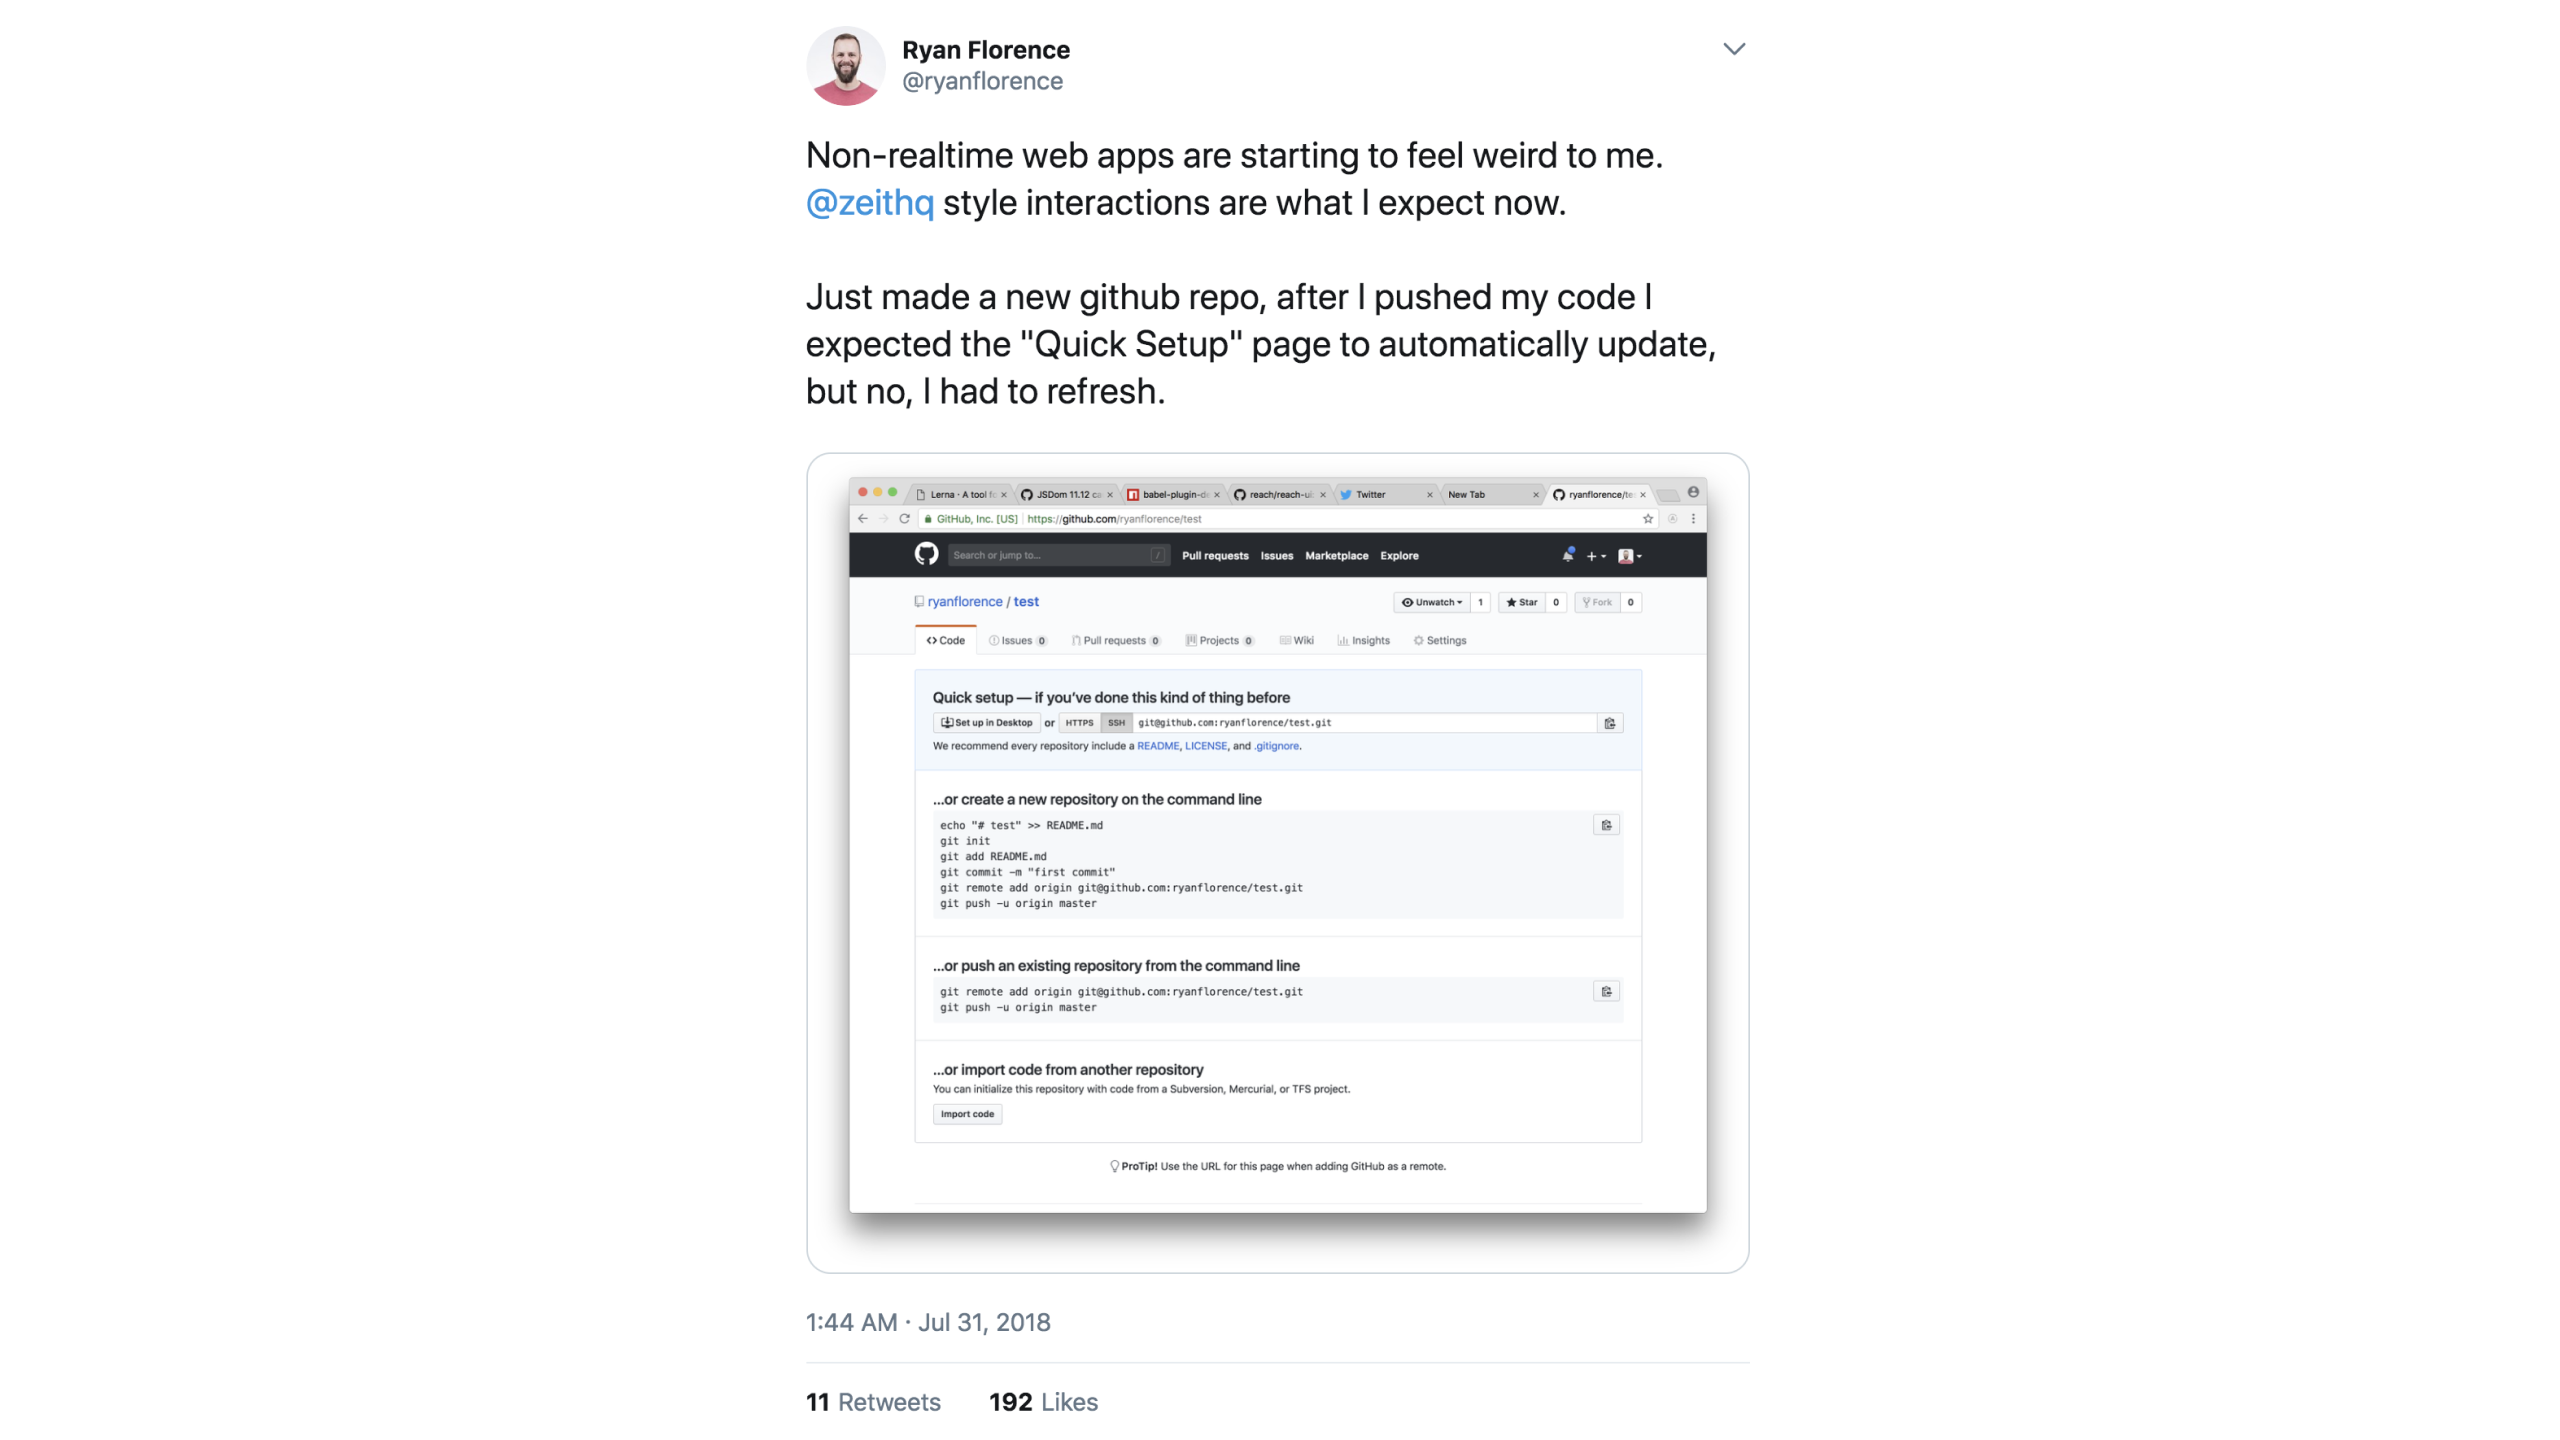 Ryan Florence
@ryanflorence
Non-realtime web apps are starting to feel weird to me.
@zeithq style interactions are what I expect now.
Just made a new github repo, after I pushed my code I
expected the "Quick Setup" page to automatically update,
but no, I had to refresh.
Lerna · A tool fo JSDom 11.12 ca babel-plugin-de reach/reach-ui Twitter New Tab ryanflorence/te
GitHub, Inc. [US] https://github.com/ryanflorence/test
Search or jump to... / Pull requests Issues Marketplace Explore
ryanflorence / test Unwatch 1 Star 0 Fork 0
Code Issues 0 Pull requests 0 Projects 0 Wiki Insights Settings
Quick setup — if you've done this kind of thing before
Set up in Desktop or HTTPS SSH git@github.com:ryanflorence/test.git
We recommend every repository include a README, LICENSE, and .gitignore.
...or create a new repository on the command line
echo "# test" >> README.md
git init
git add README.md
git commit -m "first commit"
git remote add origin git@github.com:ryanflorence/test.git
git push -u origin master
...or push an existing repository from the command line
git remote add origin git@github.com:ryanflorence/test.git
git push -u origin master
...or import code from another repository
You can initialize this repository with code from a Subversion, Mercurial, or TFS project.
Import code
ProTip! Use the URL for this page when adding GitHub as a remote.
1:44 AM · Jul 31, 2018
11 Retweets 192 Likes